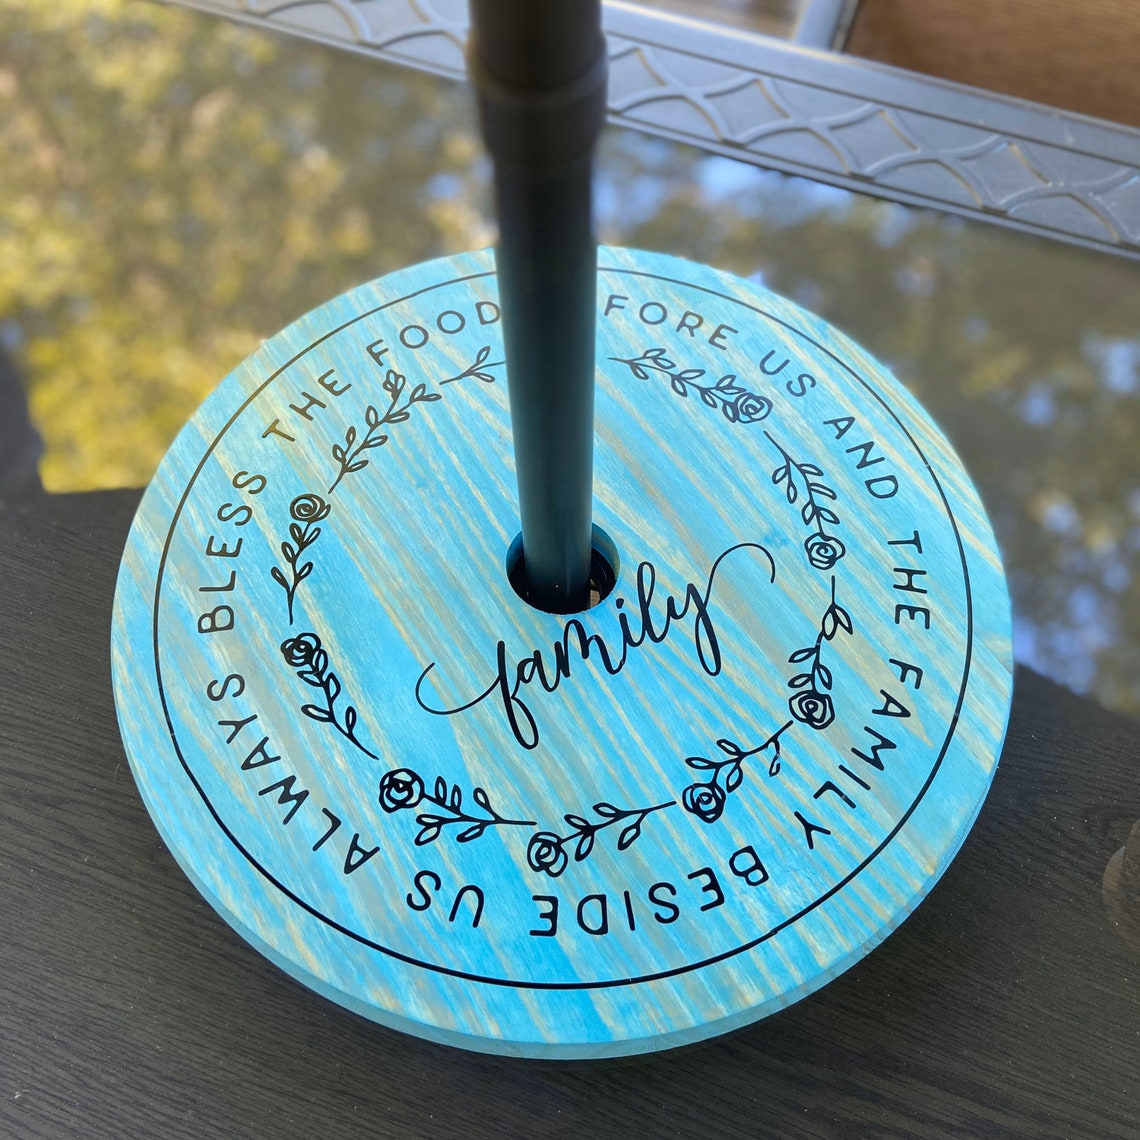 BLESS THE FOOD FORE US AND THE FAMILY BESIDE US ALWAYS
family